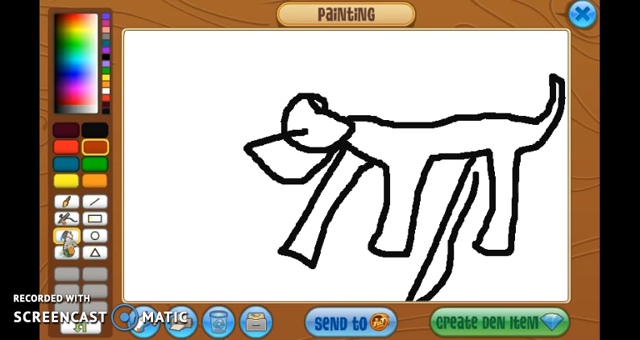 PAINTING
RECORDED WITH
SCREENCAST MATIC
SEND TO
CREATE DEN ITEM